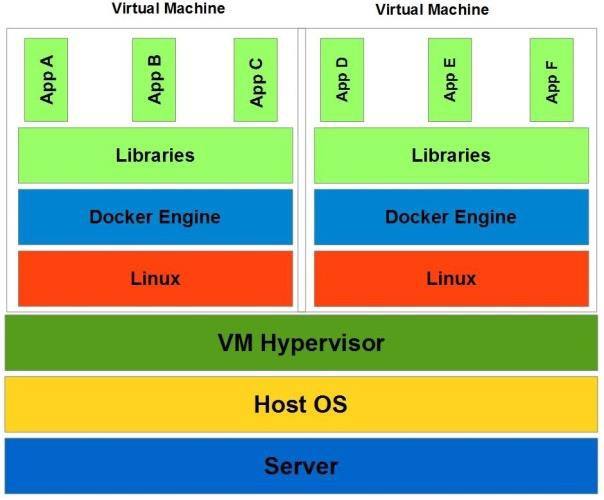 Virtual Machine
Virtual Machine
App A
App B
App C
App D
App E
App F
Libraries
Libraries
Docker Engine
Docker Engine
Linux
Linux
VM Hypervisor
Host OS
Server